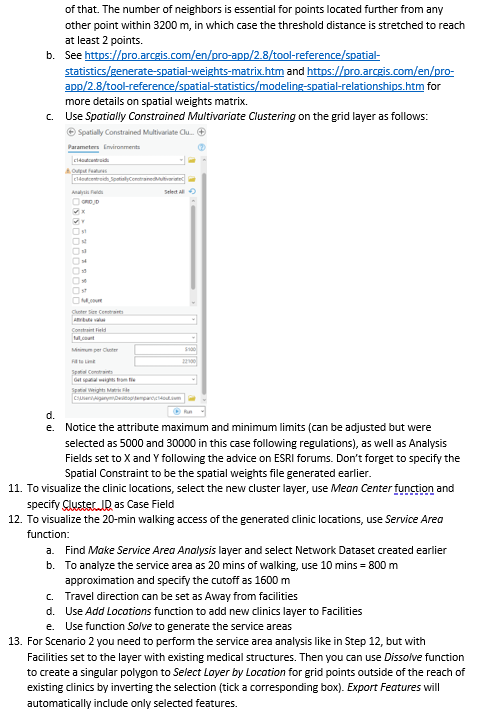 of that. The number of neighbors is essential for points located further from any
other point within 3200 m, in which case the threshold distance is stretched to reach
at least 2 points.
b. See https://pro.arcgis.com/en/pro-app/2.8/tool-reference/spatial-
statistics/generate-spatial-weights-matrix.htm and https://pro.arcgis.com/en/pro-
app/2.8/tool-reference/spatial-statistics/modeling-spatial-relationships.htm for
more details on spatial weights matrix.
c. Use Spatially Constrained Multivariate Clustering on the grid layer as follows:
Spatially Constrained Multivariate Clu...
Parameters Environments
c14outcentroids
Output Features
Analysis Fields Select All
GRID_ID
X
Y
s1
s2
s3
s4
s5
s6
s7
full_count
Cluster Size Constraints
Attribute value
Constraint Field
full_count
Minimum per Cluster
Fill to Limit
Spatial Constraints
Get spatial weights from file
Spatial Weights Matrix File
Run
d.
e. Notice the attribute maximum and minimum limits (can be adjusted but were
selected as 5000 and 30000 in this case following regulations), as well as Analysis
Fields set to X and Y following the advice on ESRI forums. Don't forget to specify the
Spatial Constraint to be the spatial weights file generated earlier.
11. To visualize the clinic locations, select the new cluster layer, use Mean Center function and
specify Cluster_ID as Case Field
12. To visualize the 20-min walking access of the generated clinic locations, use Service Area
function:
a. Find Make Service Area Analysis layer and select Network Dataset created earlier
b. To analyze the service area as 20 mins of walking, use 10 mins = 800 m
approximation and specify the cutoff as 1600 m
c. Travel direction can be set as Away from facilities
d. Use Add Locations function to add new clinics layer to Facilities
e. Use function Solve to generate the service areas
13. For Scenario 2 you need to perform the service area analysis like in Step 12, but with
Facilities set to the layer with existing medical structures. Then you can use Dissolve function
to create a singular polygon to Select Layer by Location for grid points outside of the reach of
existing clinics by inverting the selection (tick a corresponding box). Export Features will
automatically include only selected features.